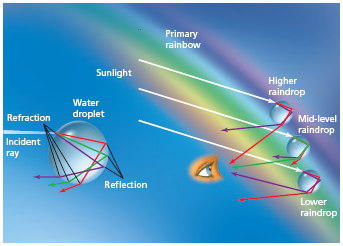 Primary
rainbow
Sunlight
Higher
raindrop
Water
droplet
Refraction
Mid-level
raindrop
Incident
ray
Reflection
Lower
raindrop